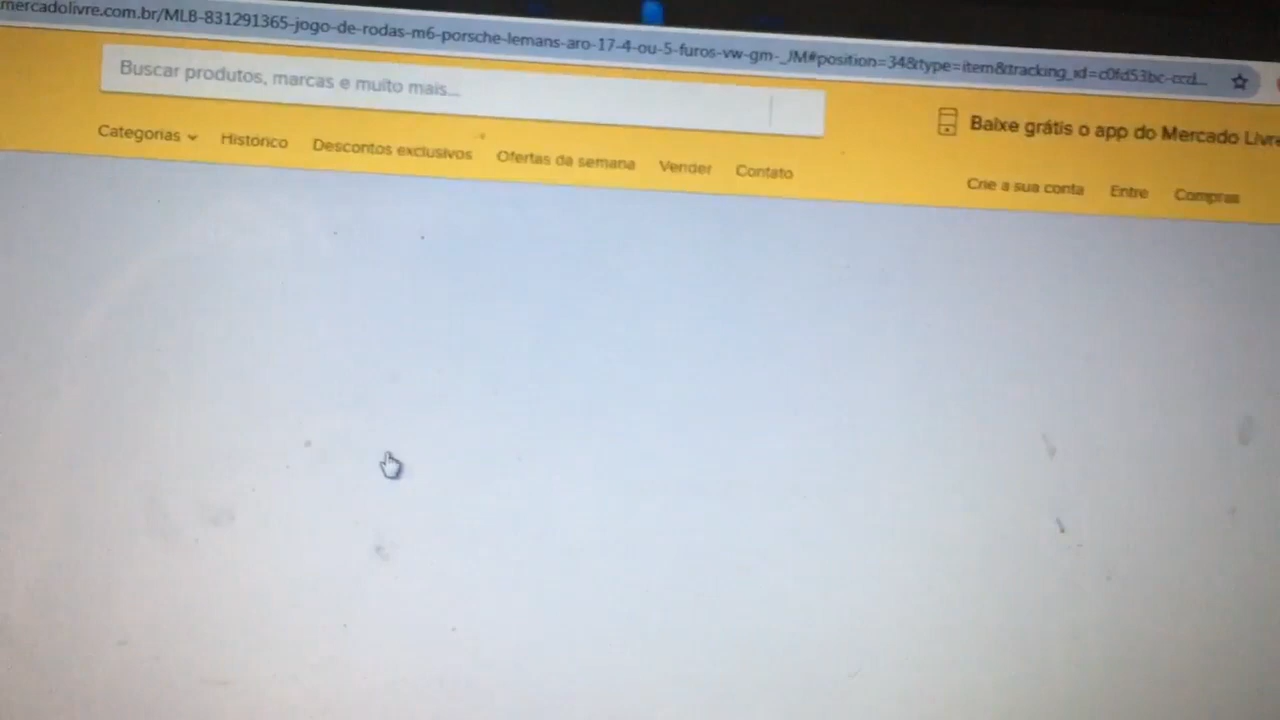 mercadolivre.com.br/MLB-831291365-jogo-de-rodas-m6-porsche-lemans-aro-17-4-ou-5-furos-vw-gm-_JM#position=34&type=item&tracking_id=c0fd53bc-ccd...
Buscar produtos, marcas e muito mais...
Baixe grátis o app do Mercado Livre
Categorias Histórico Descontos exclusivos Ofertas da semana Vender Contato
Crie a sua conta Entre Compras